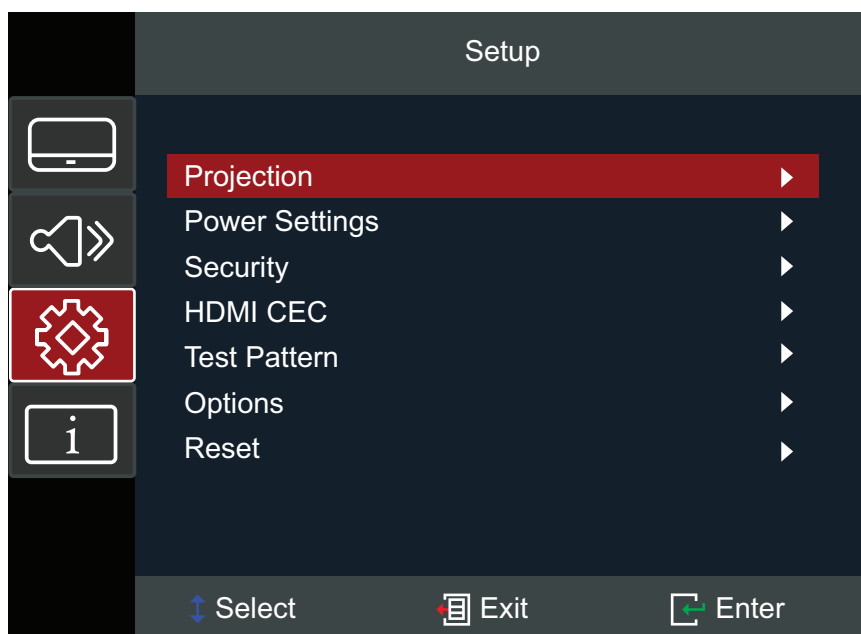 Setup
Projection
Power Settings
Security
HDMI CEC
Test Pattern
Options
Reset
i
Select Exit Enter